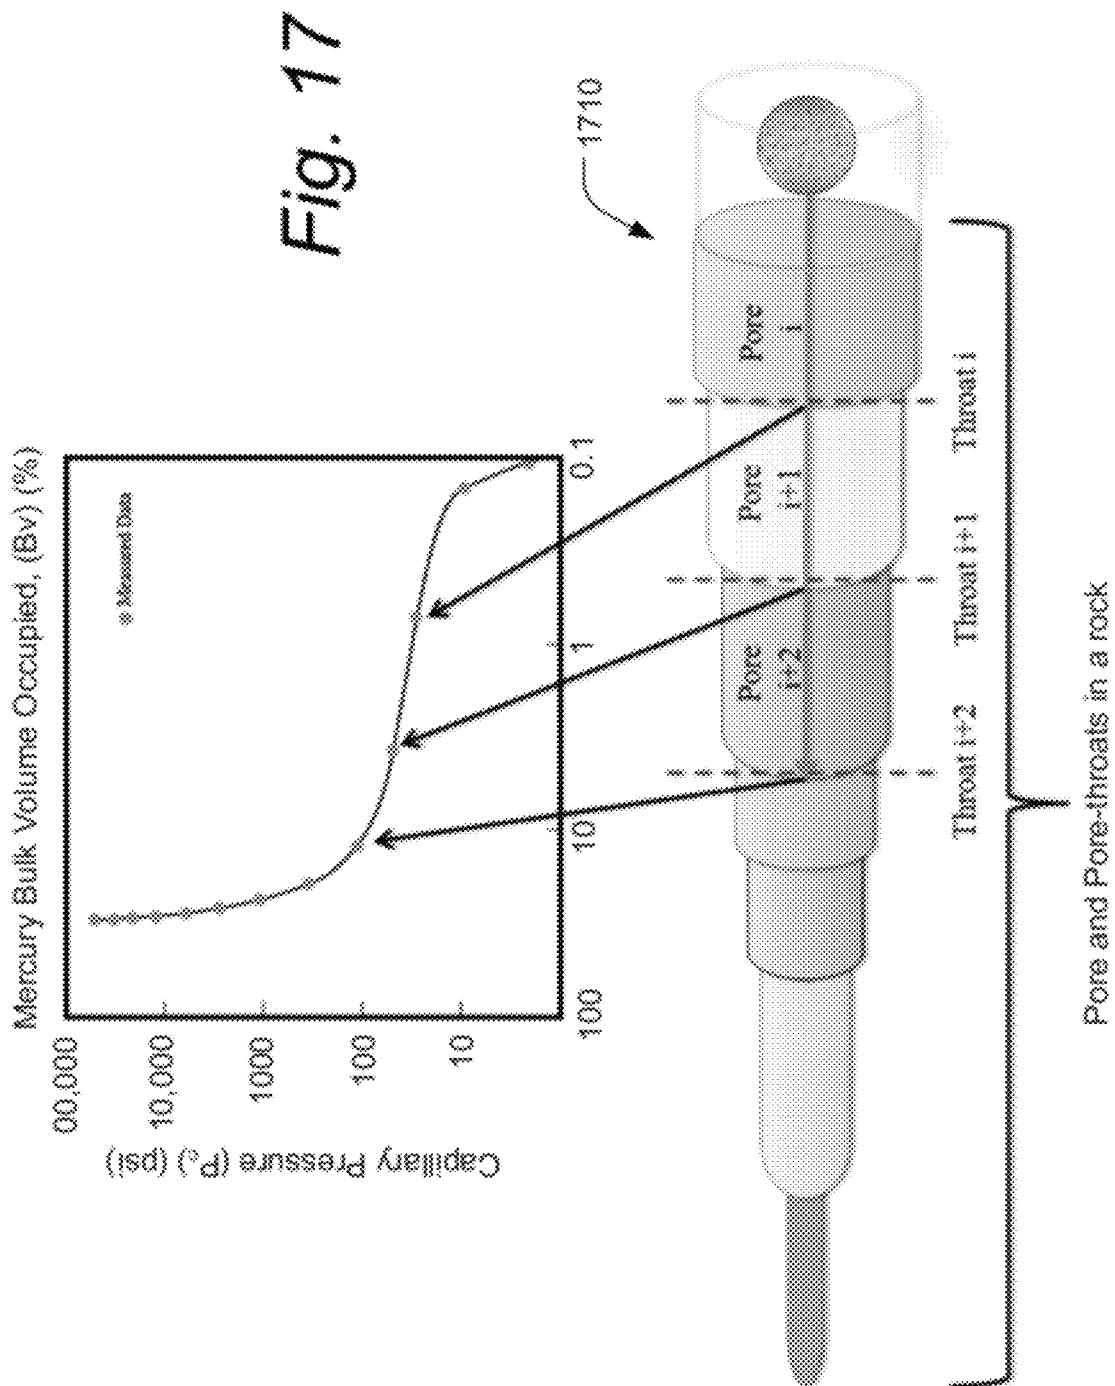 Fig. 17
Mercury Bulk Volume Occupied, (Bv) (%)
Measured Data
00,000
10,000
1000
100
10
Capillary Pressure (Pc) (psi)
100
10
1
0.1
1710
Pore
i+2
Pore
i+1
Pore
i
Throat i+2
Throat i+1
Throat i
Pore and Pore-throats in a rock